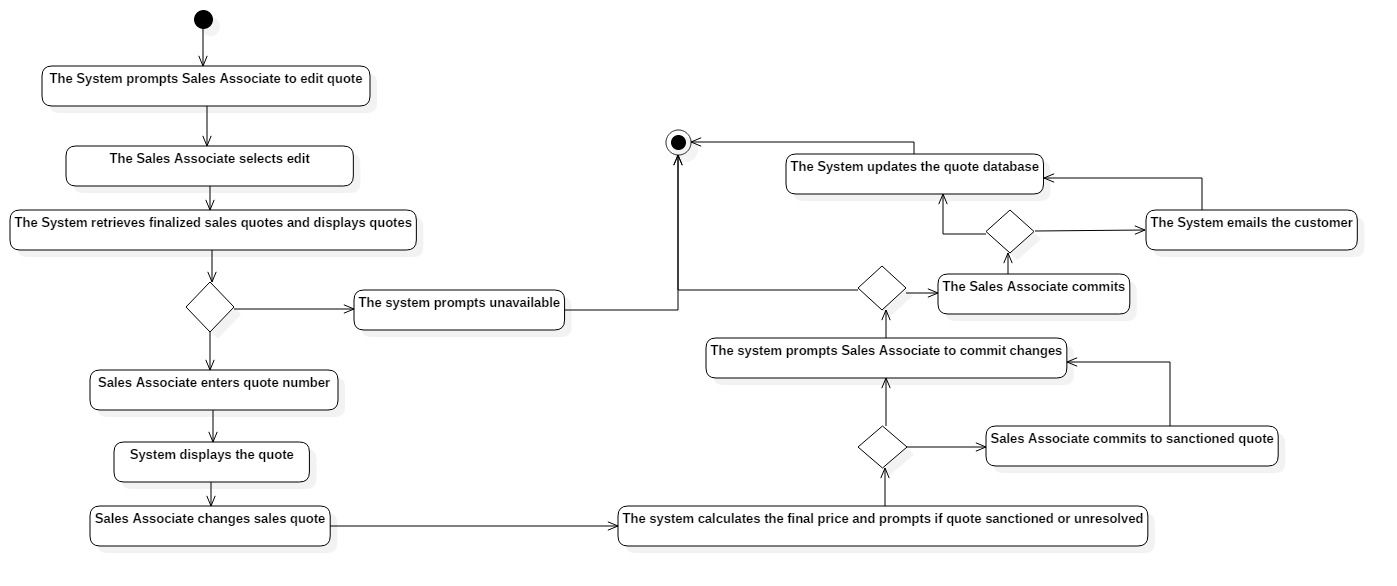 The System prompts Sales Associate to edit quote
The Sales Associate selects edit
The System retrieves finalized sales quotes and displays quotes
The system prompts unavailable
Sales Associate enters quote number
System displays the quote
Sales Associate changes sales quote
The system calculates the final price and prompts if quote sanctioned or unresolved
Sales Associate commits to sanctioned quote
The system prompts Sales Associate to commit changes
The Sales Associate commits
The System emails the customer
The System updates the quote database